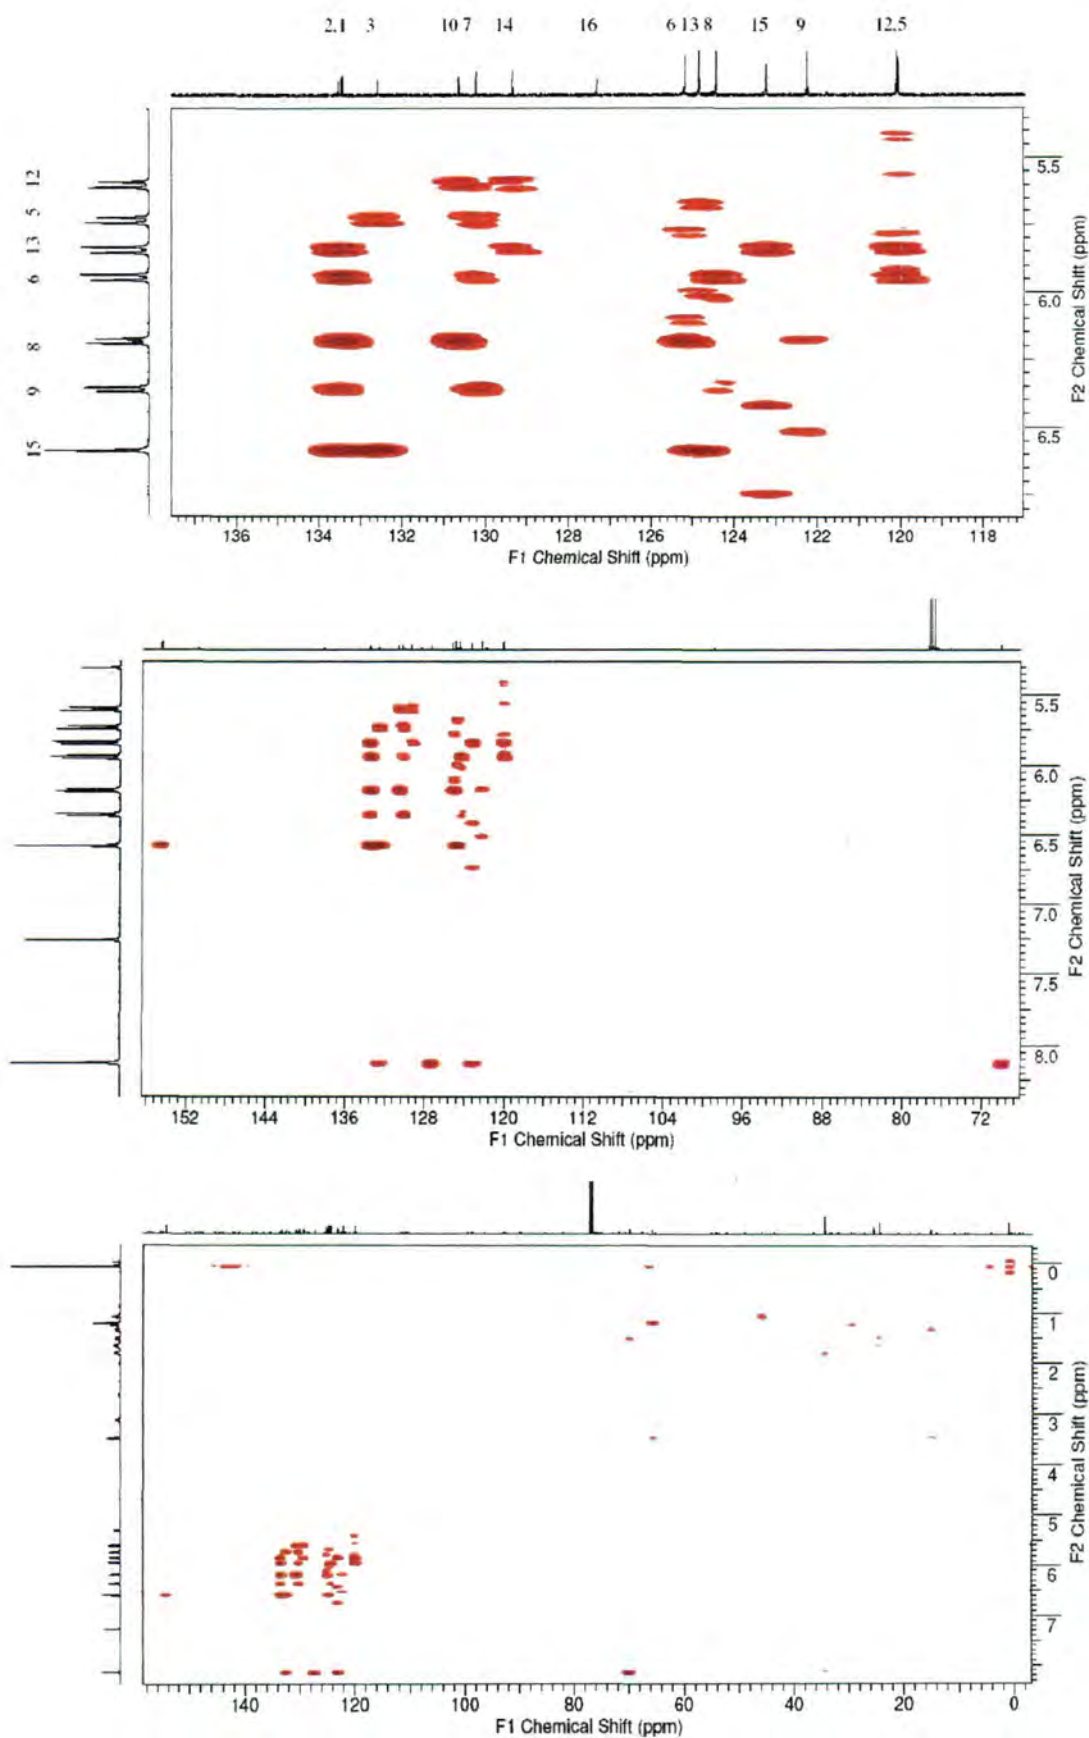 2.1 3 10 7 14 16 6 13 8 15 9 12.5
12
5
13
6
8
9
15
5.5
6.0
6.5
F2 Chemical Shift (ppm)
136 134 132 130 128 126 124 122 120 118
F1 Chemical Shift (ppm)
5.5
6.0
6.5
7.0
7.5
8.0
F2 Chemical Shift (ppm)
152 144 136 128 120 112 104 96 88 80 72
F1 Chemical Shift (ppm)
0
1
2
3
4
5
6
7
F2 Chemical Shift (ppm)
140 120 100 80 60 40 20 0
F1 Chemical Shift (ppm)